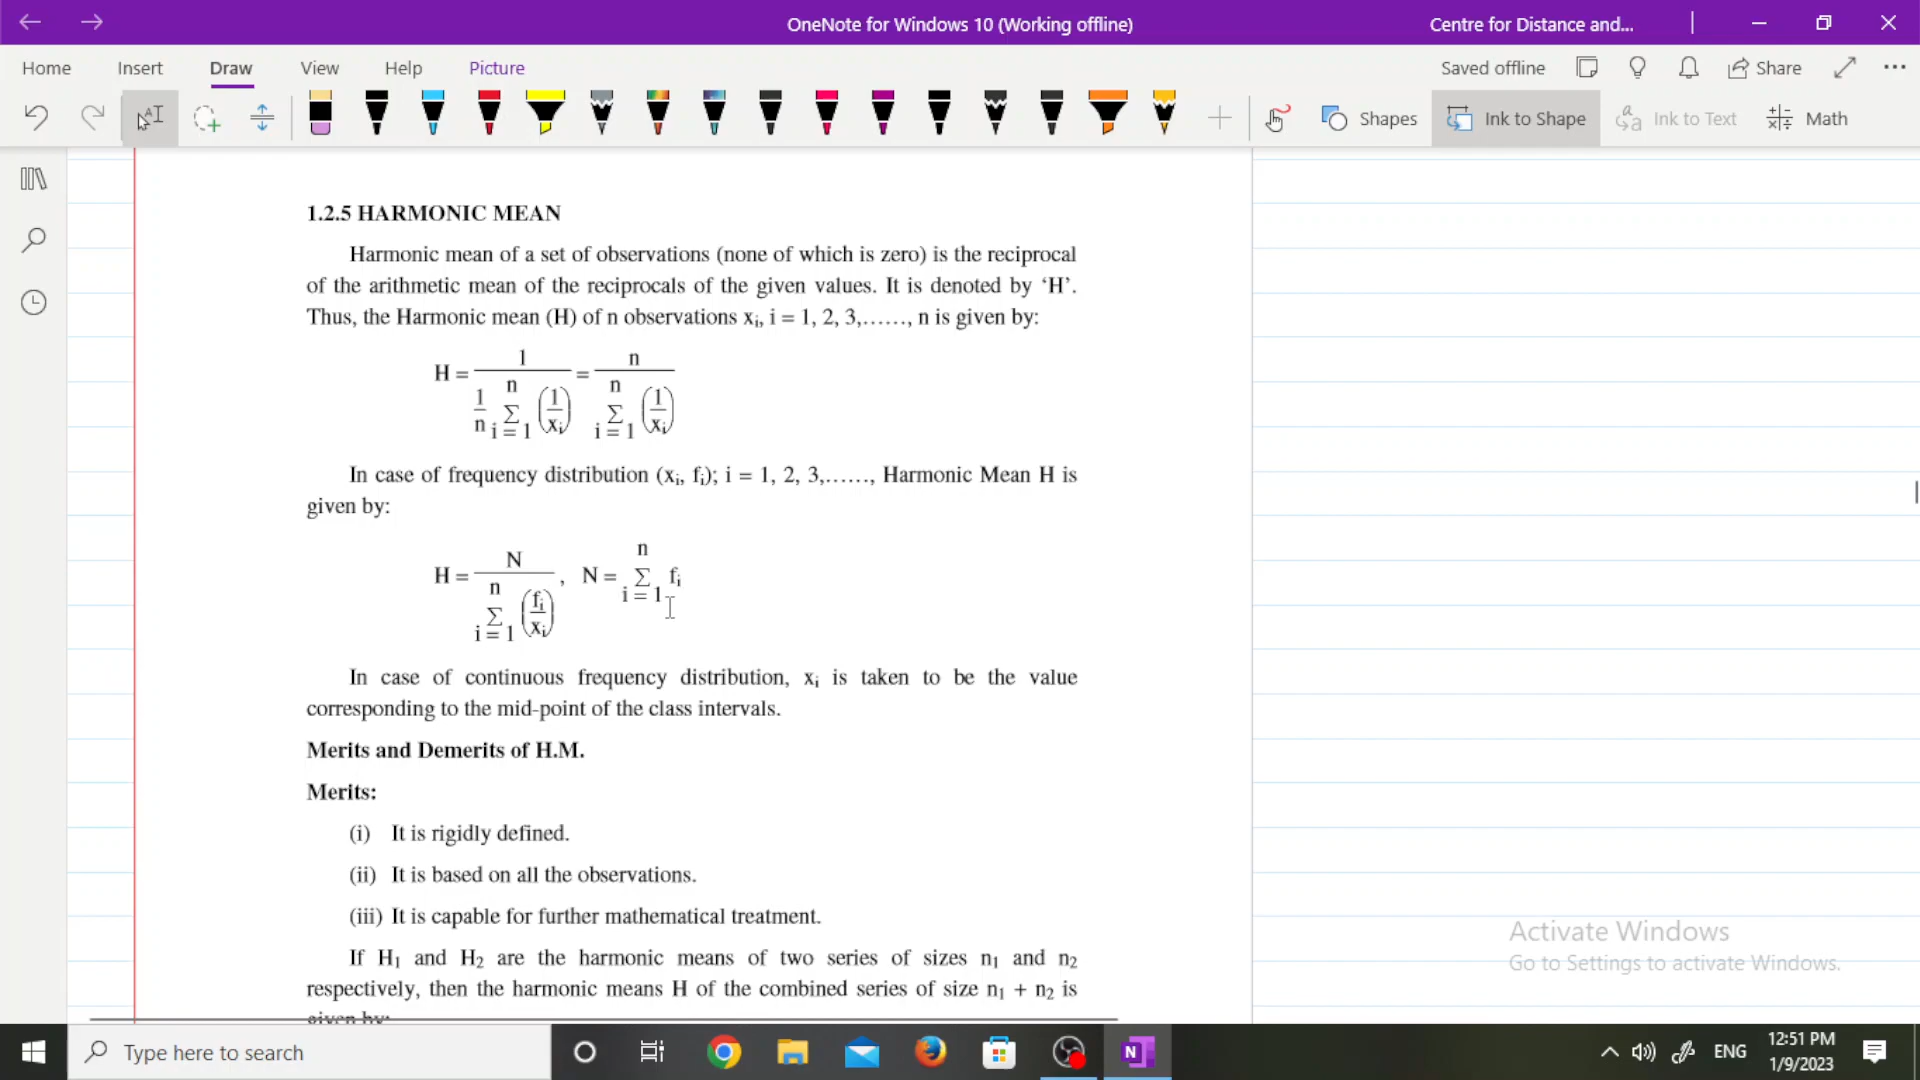 OneNote for Windows 10 (Working offline)
Centre for Distance and...
Home Insert Draw View Help Picture
Saved offline Share
Shapes Ink to Shape Ink to Text Math
1.2.5 HARMONIC MEAN
Harmonic mean of a set of observations (none of which is zero) is the reciprocal
of the arithmetic mean of the reciprocals of the given values. It is denoted by ‘H’.
Thus, the Harmonic mean (H) of n observations xᵢ, i = 1, 2, 3,......, n is given by:
H = 1 / (1/n Σ_{i = 1}^{n} (1/xᵢ)) = n / (Σ_{i = 1}^{n} (1/xᵢ))
In case of frequency distribution (xᵢ, fᵢ); i = 1, 2, 3,......, Harmonic Mean H is
given by:
H = N / (Σ_{i = 1}^{n} (fᵢ/xᵢ)), N = Σ_{i = 1}^{n} fᵢ
In case of continuous frequency distribution, xᵢ is taken to be the value
corresponding to the mid-point of the class intervals.
Merits and Demerits of H.M.
Merits:
(i) It is rigidly defined.
(ii) It is based on all the observations.
(iii) It is capable for further mathematical treatment.
If H₁ and H₂ are the harmonic means of two series of sizes n₁ and n₂
respectively, then the harmonic means H of the combined series of size n₁ + n₂ is
given by:
Activate Windows
Go to Settings to activate Windows.
Type here to search
ENG
12:51 PM
1/9/2023